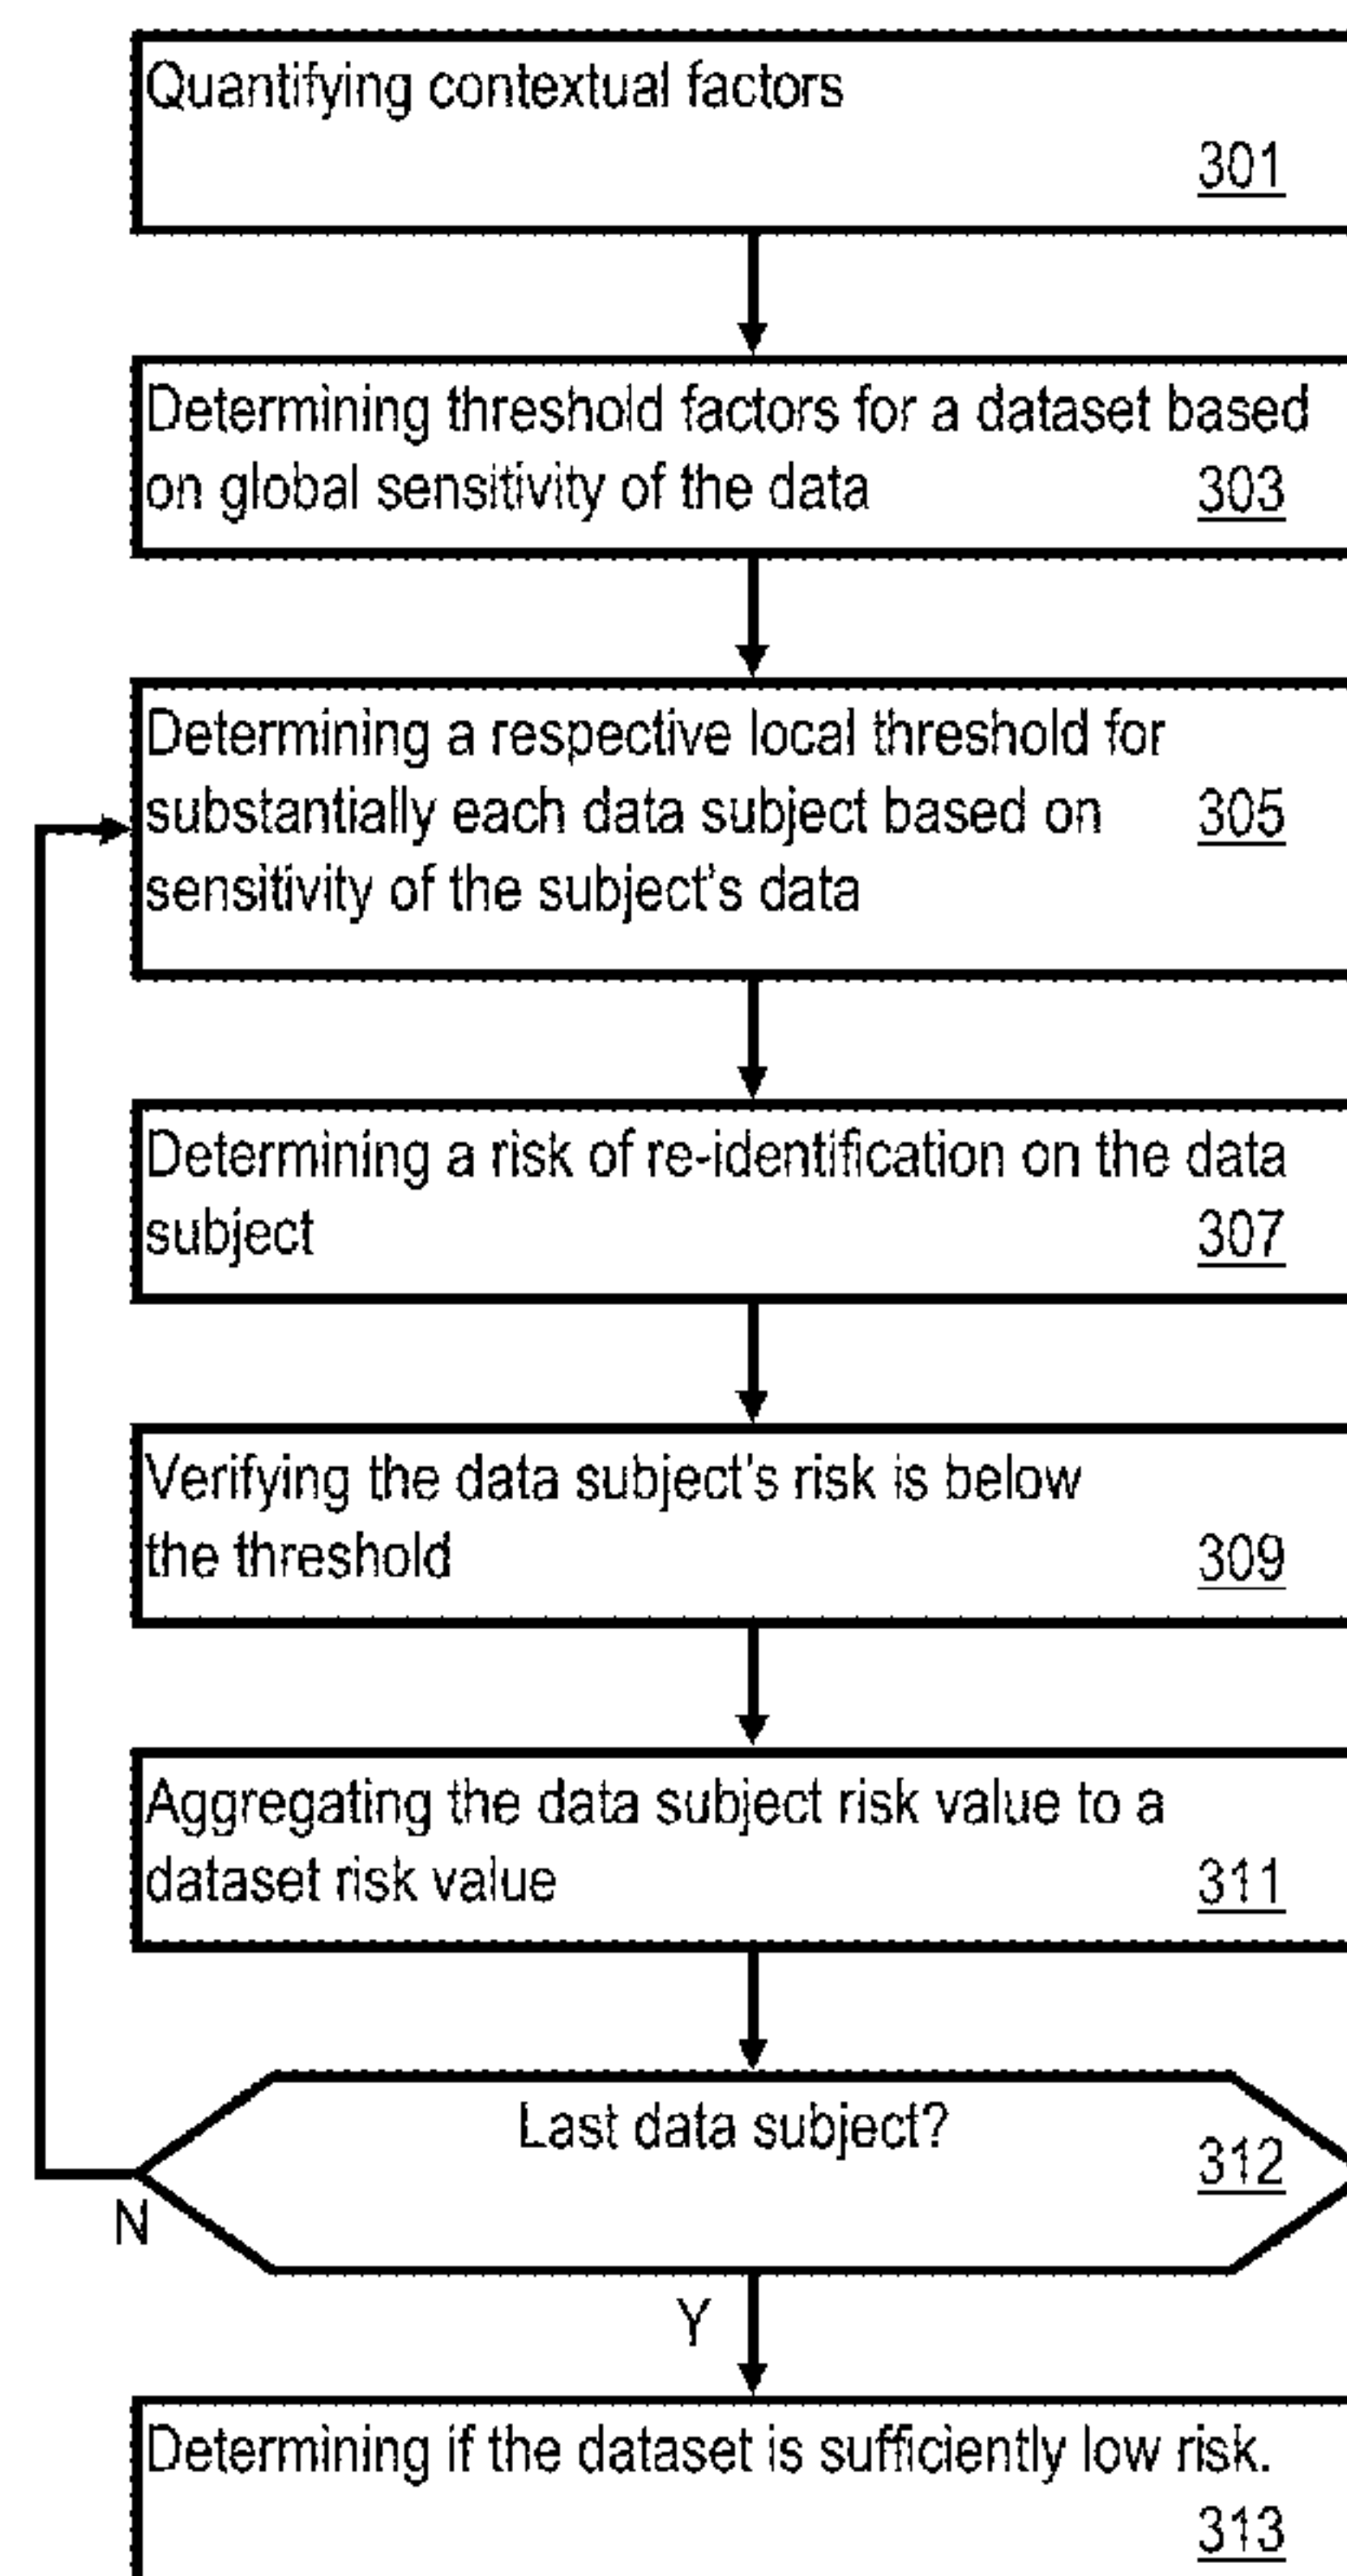 Quantifying contextual factors
301
Determining threshold factors for a dataset based
on global sensitivity of the data 303
Determining a respective local threshold for
substantially each data subject based on 305
sensitivity of the subject's data
Determining a risk of re-identification on the data
subject 307
Verifying the data subject's risk is below
the threshold 309
Aggregating the data subject risk value to a
dataset risk value 311
Last data subject?
312
N
Y
Determining if the dataset is sufficiently low risk.
313